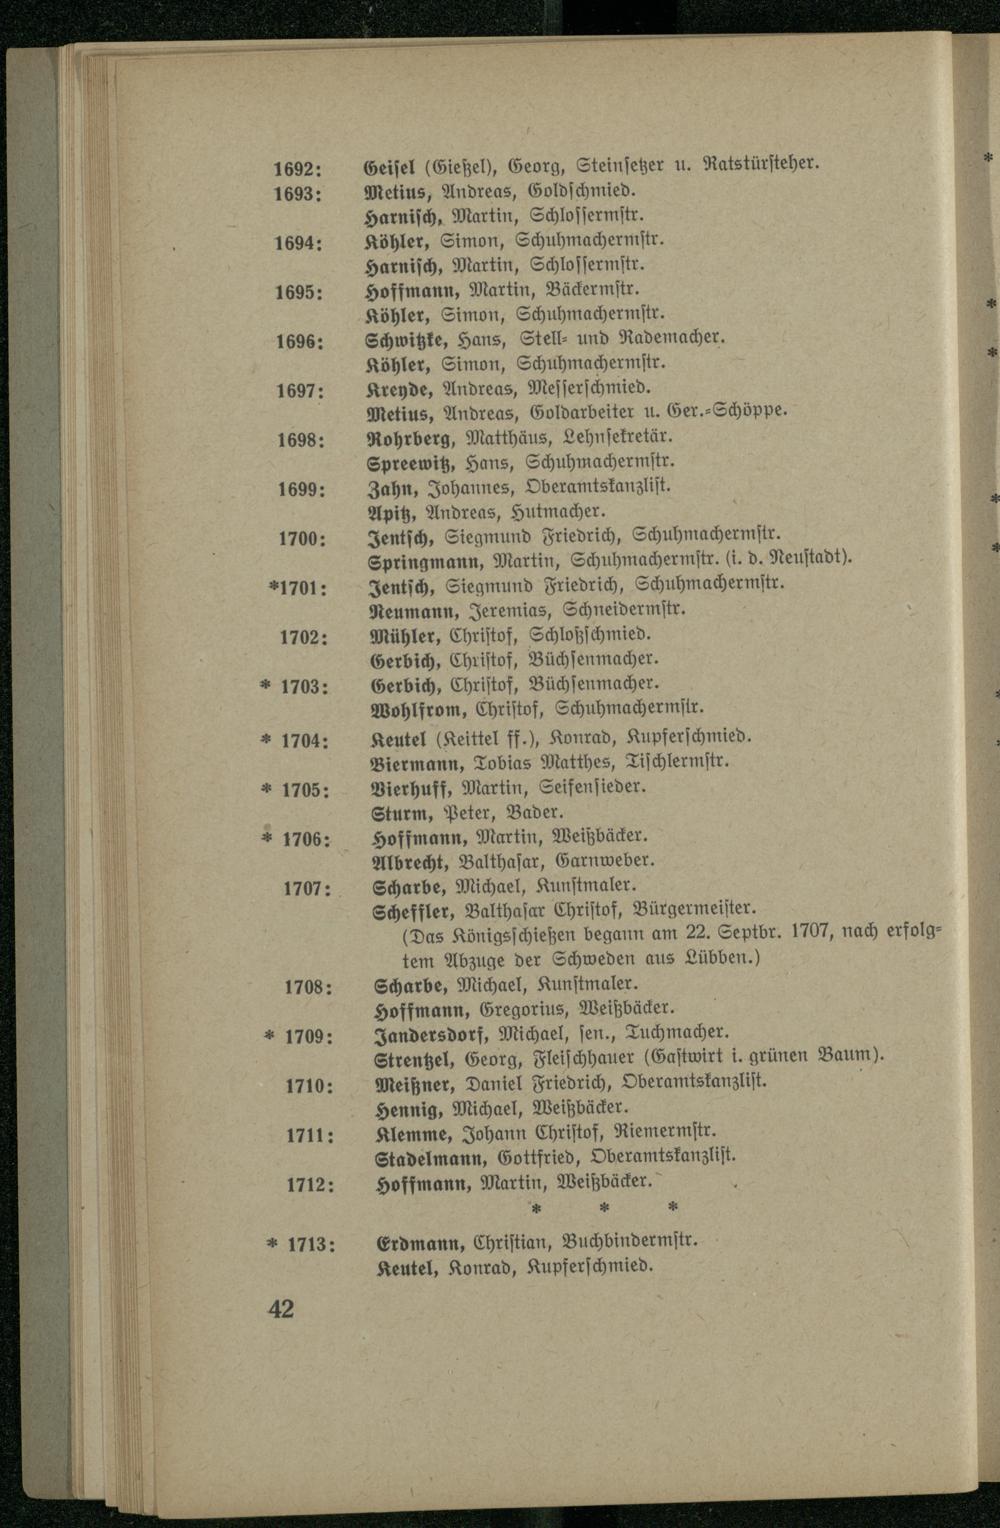 1692: Geisel (Gießel), Georg, Steinsetzer u. Ratstürsteher.
1693: Metius, Andreas, Goldschmied.
Harnisch, Martin, Schlossermstr.
1694: Köhler, Simon, Schuhmachermstr.
Harnisch, Martin, Schlossermstr.
1695: Hoffmann, Martin, Bäckermstr.
Köhler, Simon, Schuhmachermstr.
1696: Schwitzke, Hans, Stell- und Rademacher.
Köhler, Simon, Schuhmachermstr.
1697: Kreyde, Andreas, Messerschmied.
Metius, Andreas, Goldarbeiter u. Ger.-Schöppe.
1698: Rohrberg, Matthäus, Lehnsekretär.
Spreewitz, Hans, Schuhmachermstr.
1699: Zahn, Johannes, Oberamtskanzlist.
Apitz, Andreas, Hutmacher.
1700: Jentsch, Siegmund Friedrich, Schuhmachermstr.
Springmann, Martin, Schuhmachermstr. (i. d. Neustadt).
*1701: Jentsch, Siegmund Friedrich, Schuhmachermstr.
Neumann, Jeremias, Schneidermstr.
1702: Mühler, Christof, Schloßschmied.
Gerbich, Christof, Büchsenmacher.
* 1703: Gerbich, Christof, Büchsenmacher.
Wohlfrom, Christof, Schuhmachermstr.
* 1704: Keutel (Keittel ff.), Konrad, Kupferschmied.
Biermann, Tobias Matthes, Tischlermstr.
* 1705: Vierhuff, Martin, Seifensieder.
Sturm, Peter, Bader.
* 1706: Hoffmann, Martin, Weißbäcker.
Albrecht, Balthasar, Garnweber.
1707: Scharbe, Michael, Kunstmaler.
Scheffler, Balthasar Christof, Bürgermeister.
(Das Königsschießen begann am 22. Septbr. 1707, nach erfolg-
tem Abzuge der Schweden aus Lübben.)
1708: Scharbe, Michael, Kunstmaler.
Hoffmann, Gregorius, Weißbäcker.
* 1709: Jandersdorf, Michael, sen., Tuchmacher.
Strentzel, Georg, Fleischhauer (Gastwirt i. grünen Baum).
1710: Meißner, Daniel Friedrich, Oberamtskanzlist.
Hennig, Michael, Weißbäcker.
1711: Klemme, Johann Christof, Riemermstr.
Stadelmann, Gottfried, Oberamtskanzlist.
1712: Hoffmann, Martin, Weißbäcker.
* * *
* 1713: Erdmann, Christian, Buchbindermstr.
Keutel, Konrad, Kupferschmied.
42